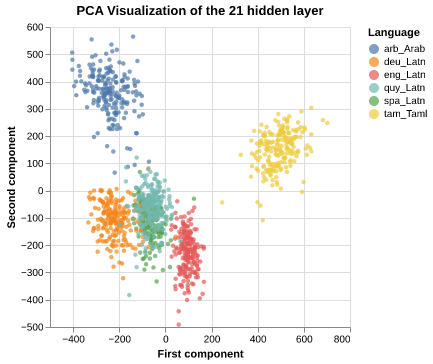 PCA Visualization of the 21 hidden layer
Language
arb_Arab
deu_Latn
eng_Latn
quy_Latn
spa_Latn
tam_Taml
600
500
400
300
200
100
0
−100
−200
−300
−400
−500
Second component
−400 −200 0 200 400 600 800
First component